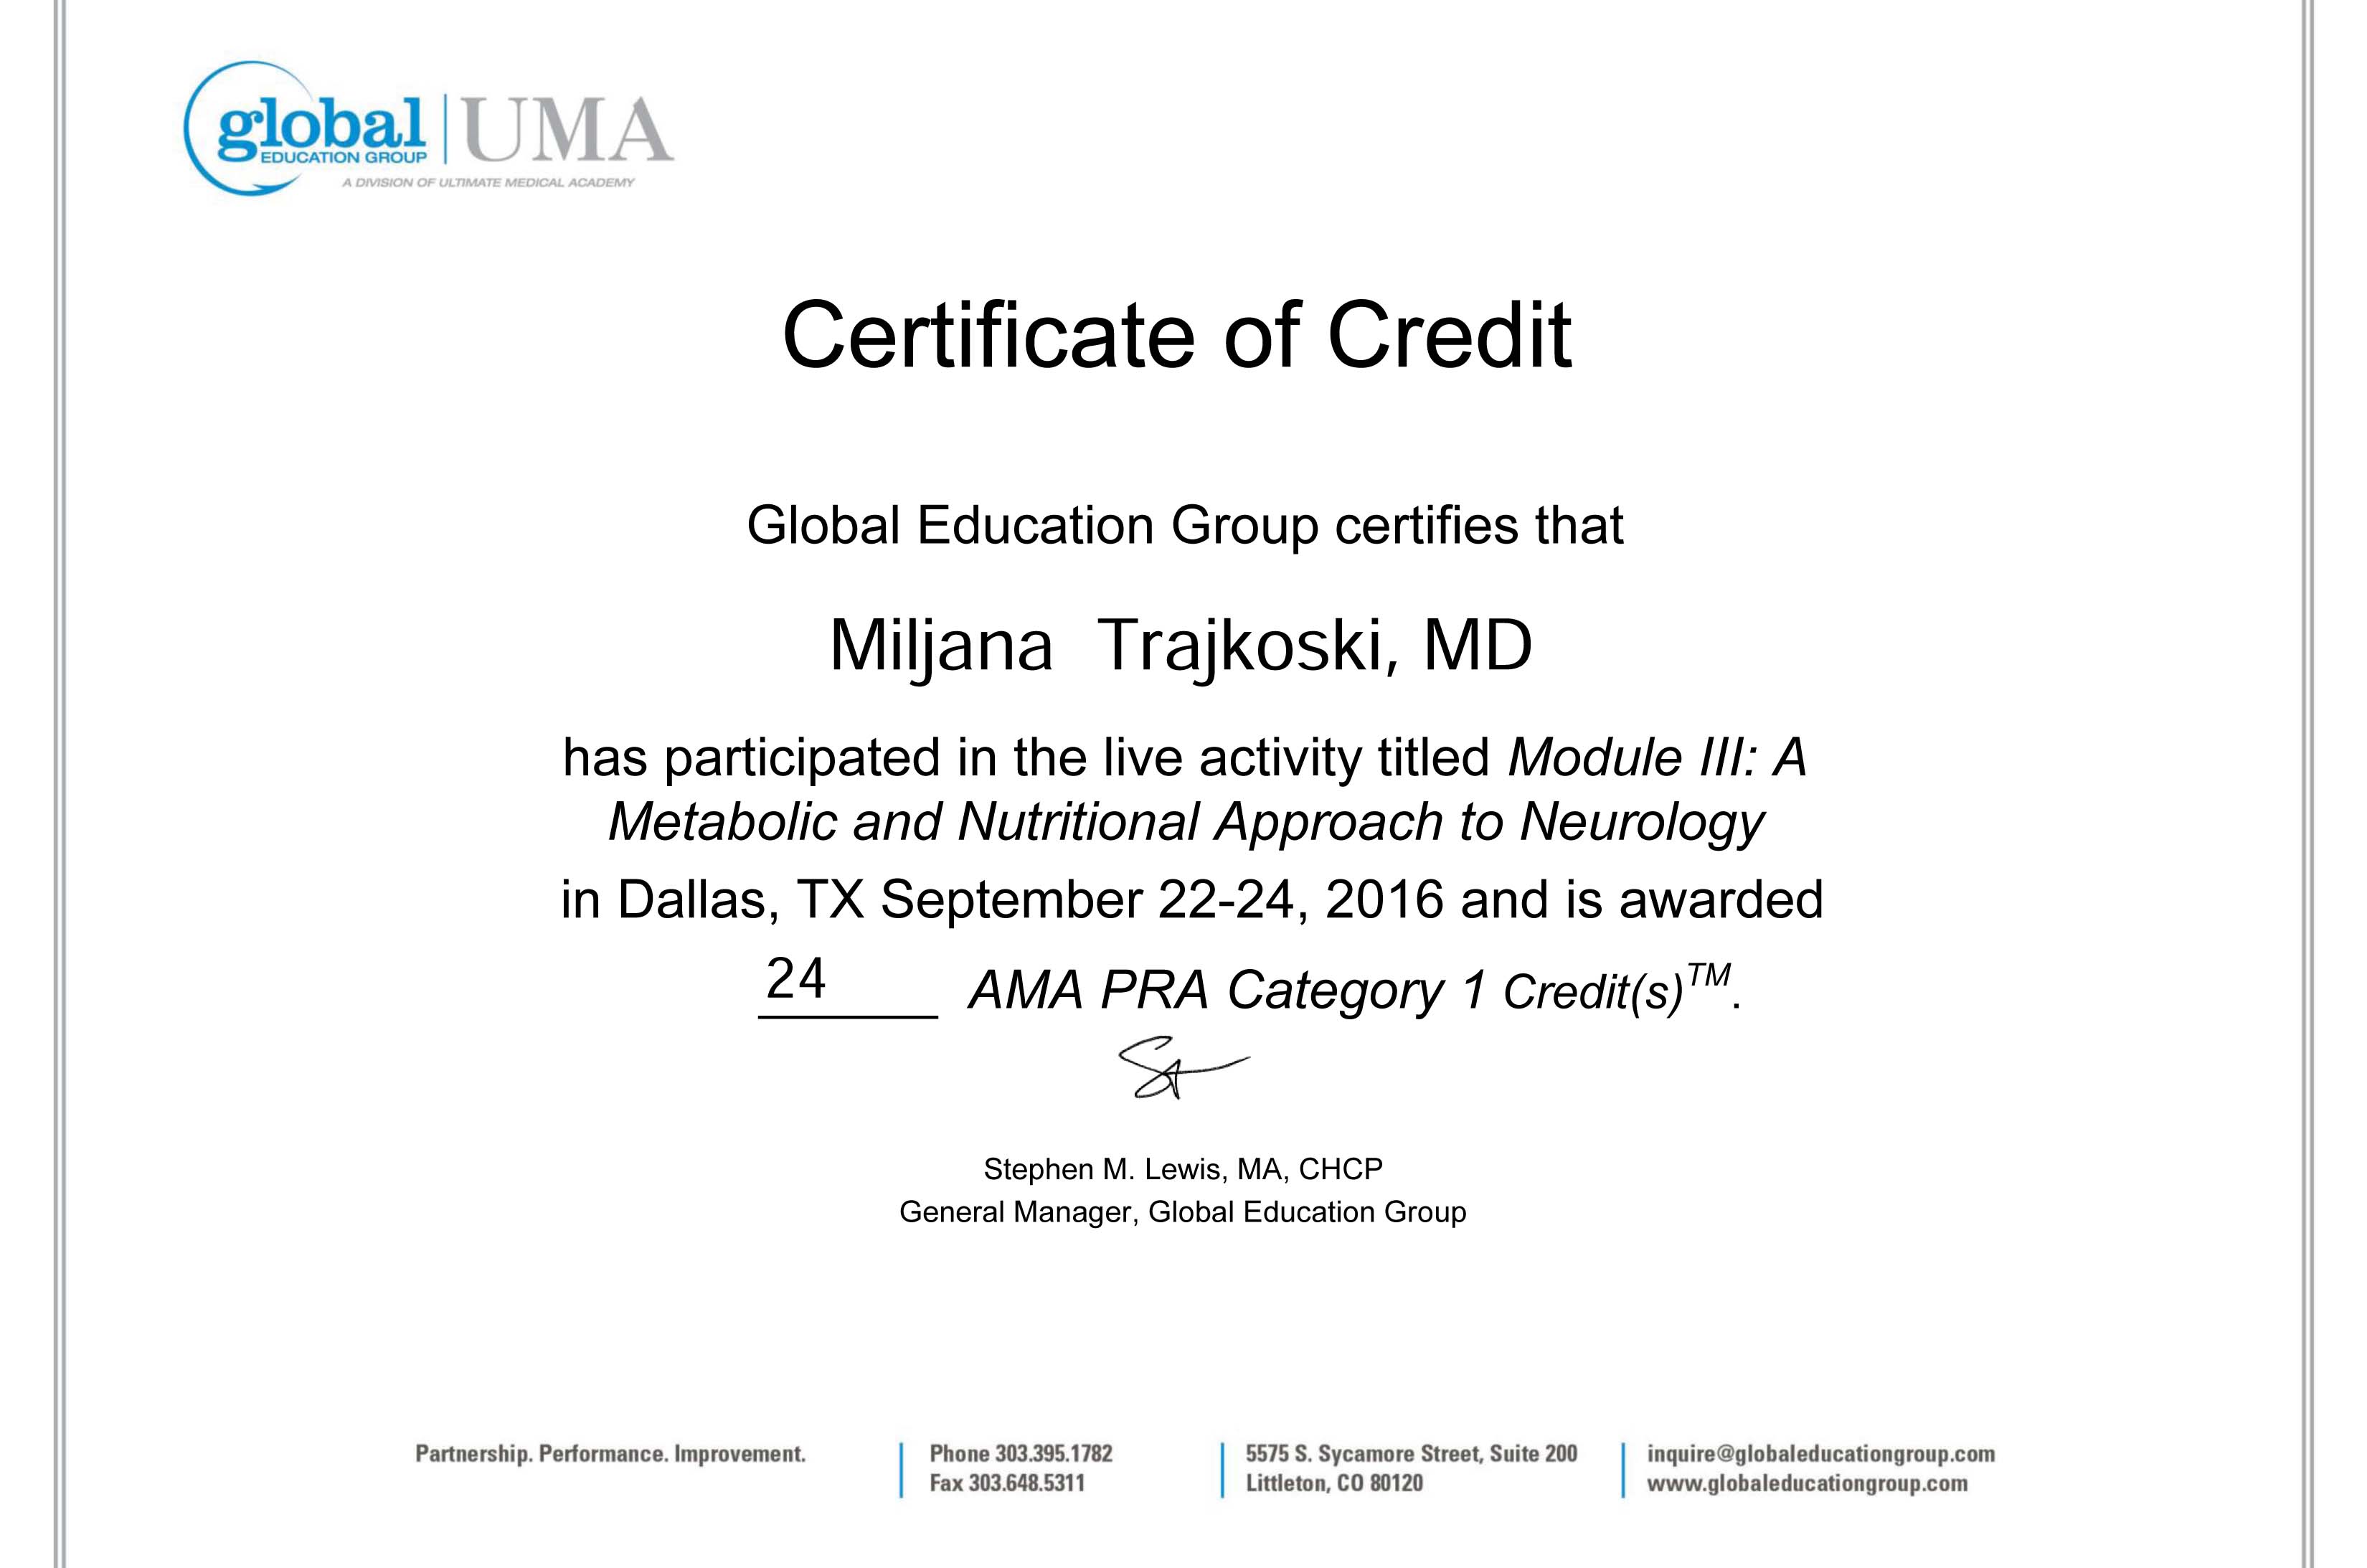 global | UMA
EDUCATION GROUP
A DIVISION OF ULTIMATE MEDICAL ACADEMY
Certificate of Credit
Global Education Group certifies that
Miljana Trajkoski, MD
has participated in the live activity titled Module III: A
Metabolic and Nutritional Approach to Neurology
in Dallas, TX September 22-24, 2016 and is awarded
24 AMA PRA Category 1 Credit(s)™.
Stephen M. Lewis, MA, CHCP
General Manager, Global Education Group
Partnership. Performance. Improvement.
Phone 303.395.1782
Fax 303.648.5311
5575 S. Sycamore Street, Suite 200
Littleton, CO 80120
inquire@globaleducationgroup.com
www.globaleducationgroup.com